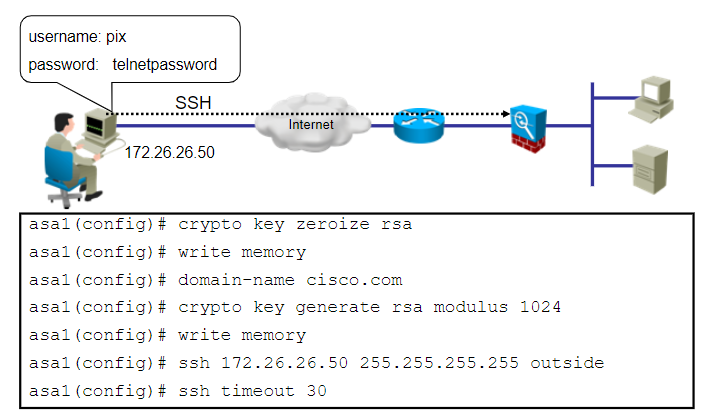 username: pix
password: telnetpassword
SSH
Internet
172.26.26.50
asa1(config)# crypto key zeroize rsa
asa1(config)# write memory
asa1(config)# domain-name cisco.com
asa1(config)# crypto key generate rsa modulus 1024
asa1(config)# write memory
asa1(config)# ssh 172.26.26.50 255.255.255.255 outside
asa1(config)# ssh timeout 30